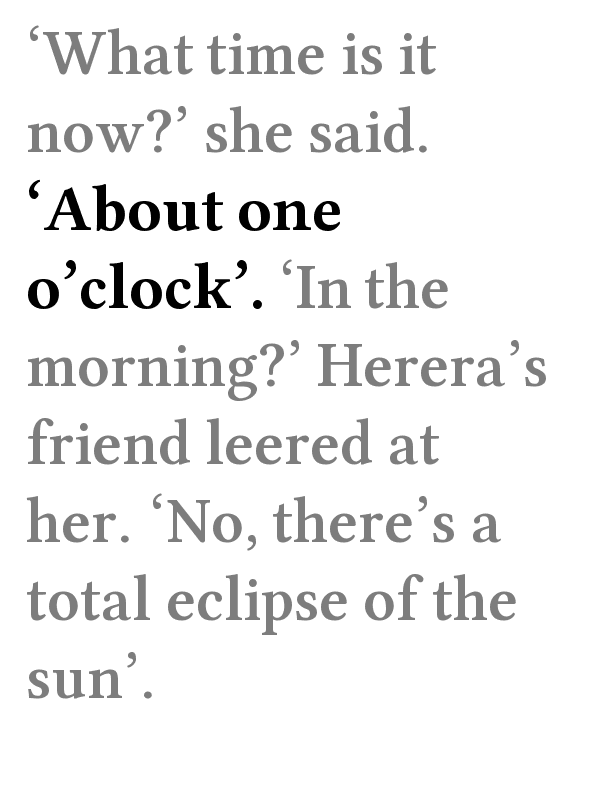 ‘What time is it
now?’ she said.
‘About one
o’clock’. ‘In the
morning?’ Herera’s
friend leered at
her. ‘No, there’s a
total eclipse of the
sun’.